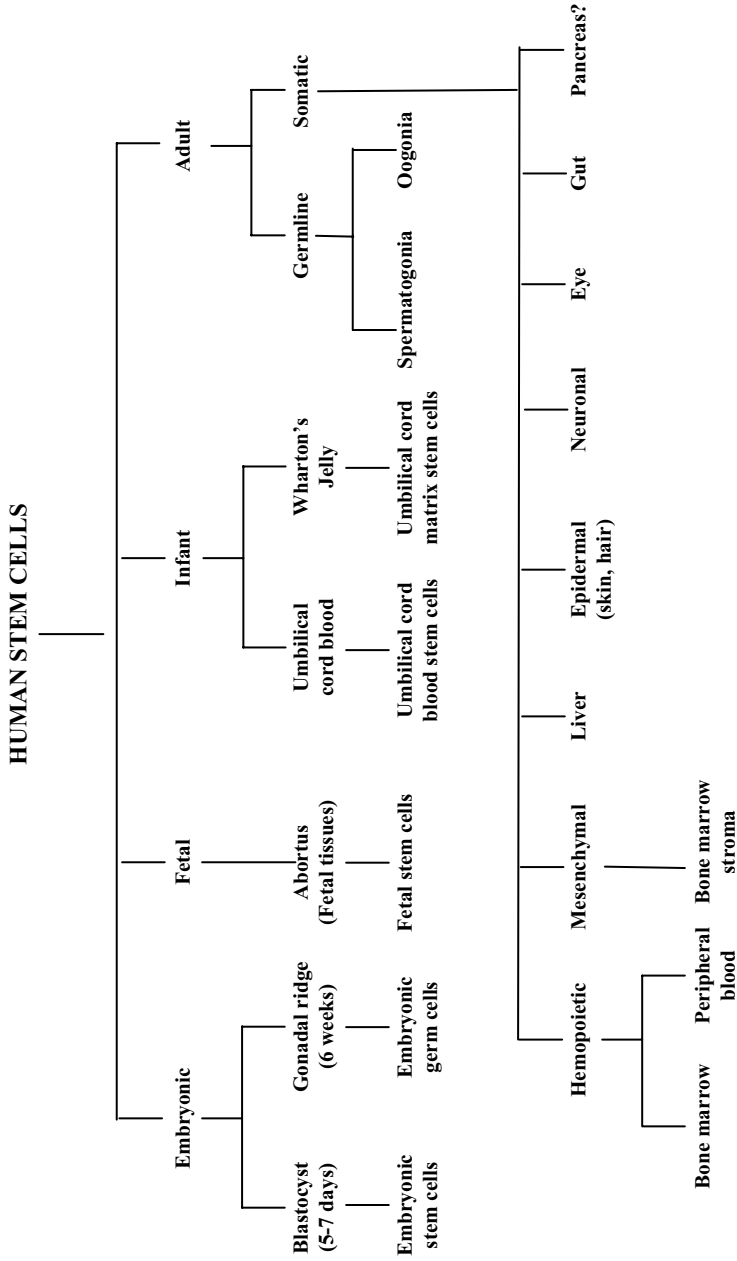 HUMAN STEM CELLS
Embryonic
Fetal
Infant
Adult
Blastocyst
(5-7 days)
Gonadal ridge
(6 weeks)
Abortus
(Fetal tissues)
Umbilical
cord blood
Wharton's
Jelly
Germline
Somatic
Embryonic
stem cells
Embryonic
germ cells
Fetal stem cells
Umbilical cord
blood stem cells
Umbilical cord
matrix stem cells
Spermatogonia
Oogonia
Hemopoietic
Mesenchymal
Liver
Epidermal
(skin, hair)
Neuronal
Eye
Gut
Pancreas?
Bone marrow
Peripheral
blood
Bone marrow
stroma